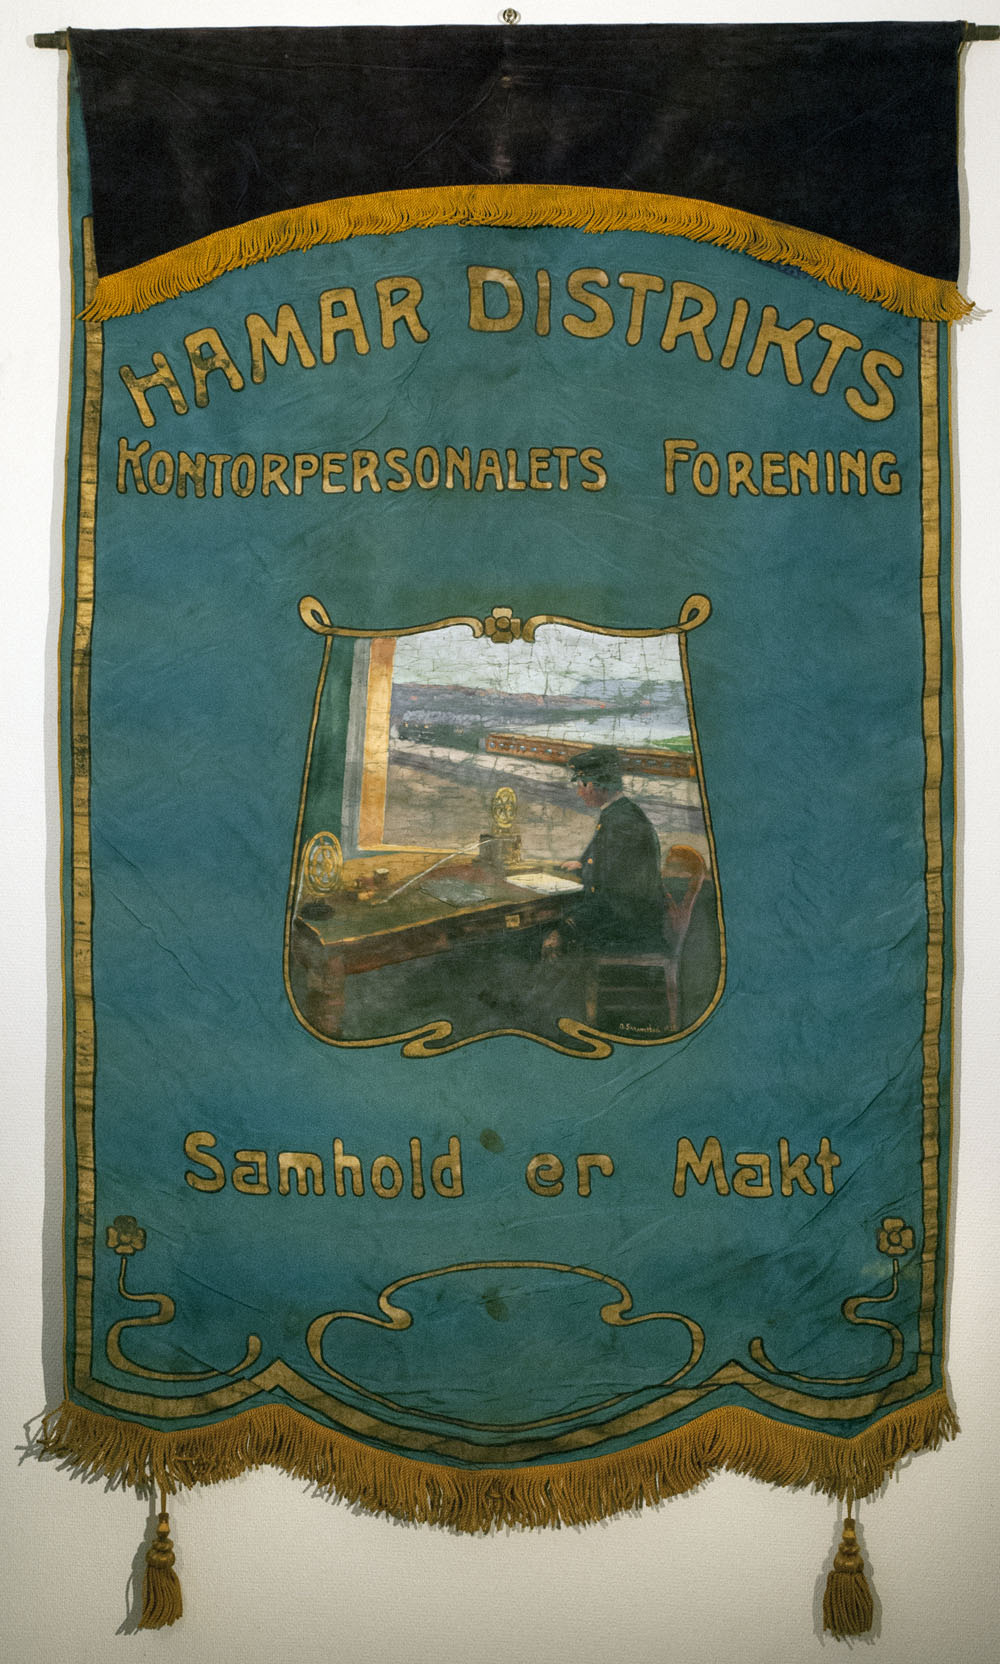 HAMAR DISTRIKTS
KONTORPERSONALETS FORENING
Samhold er Makt